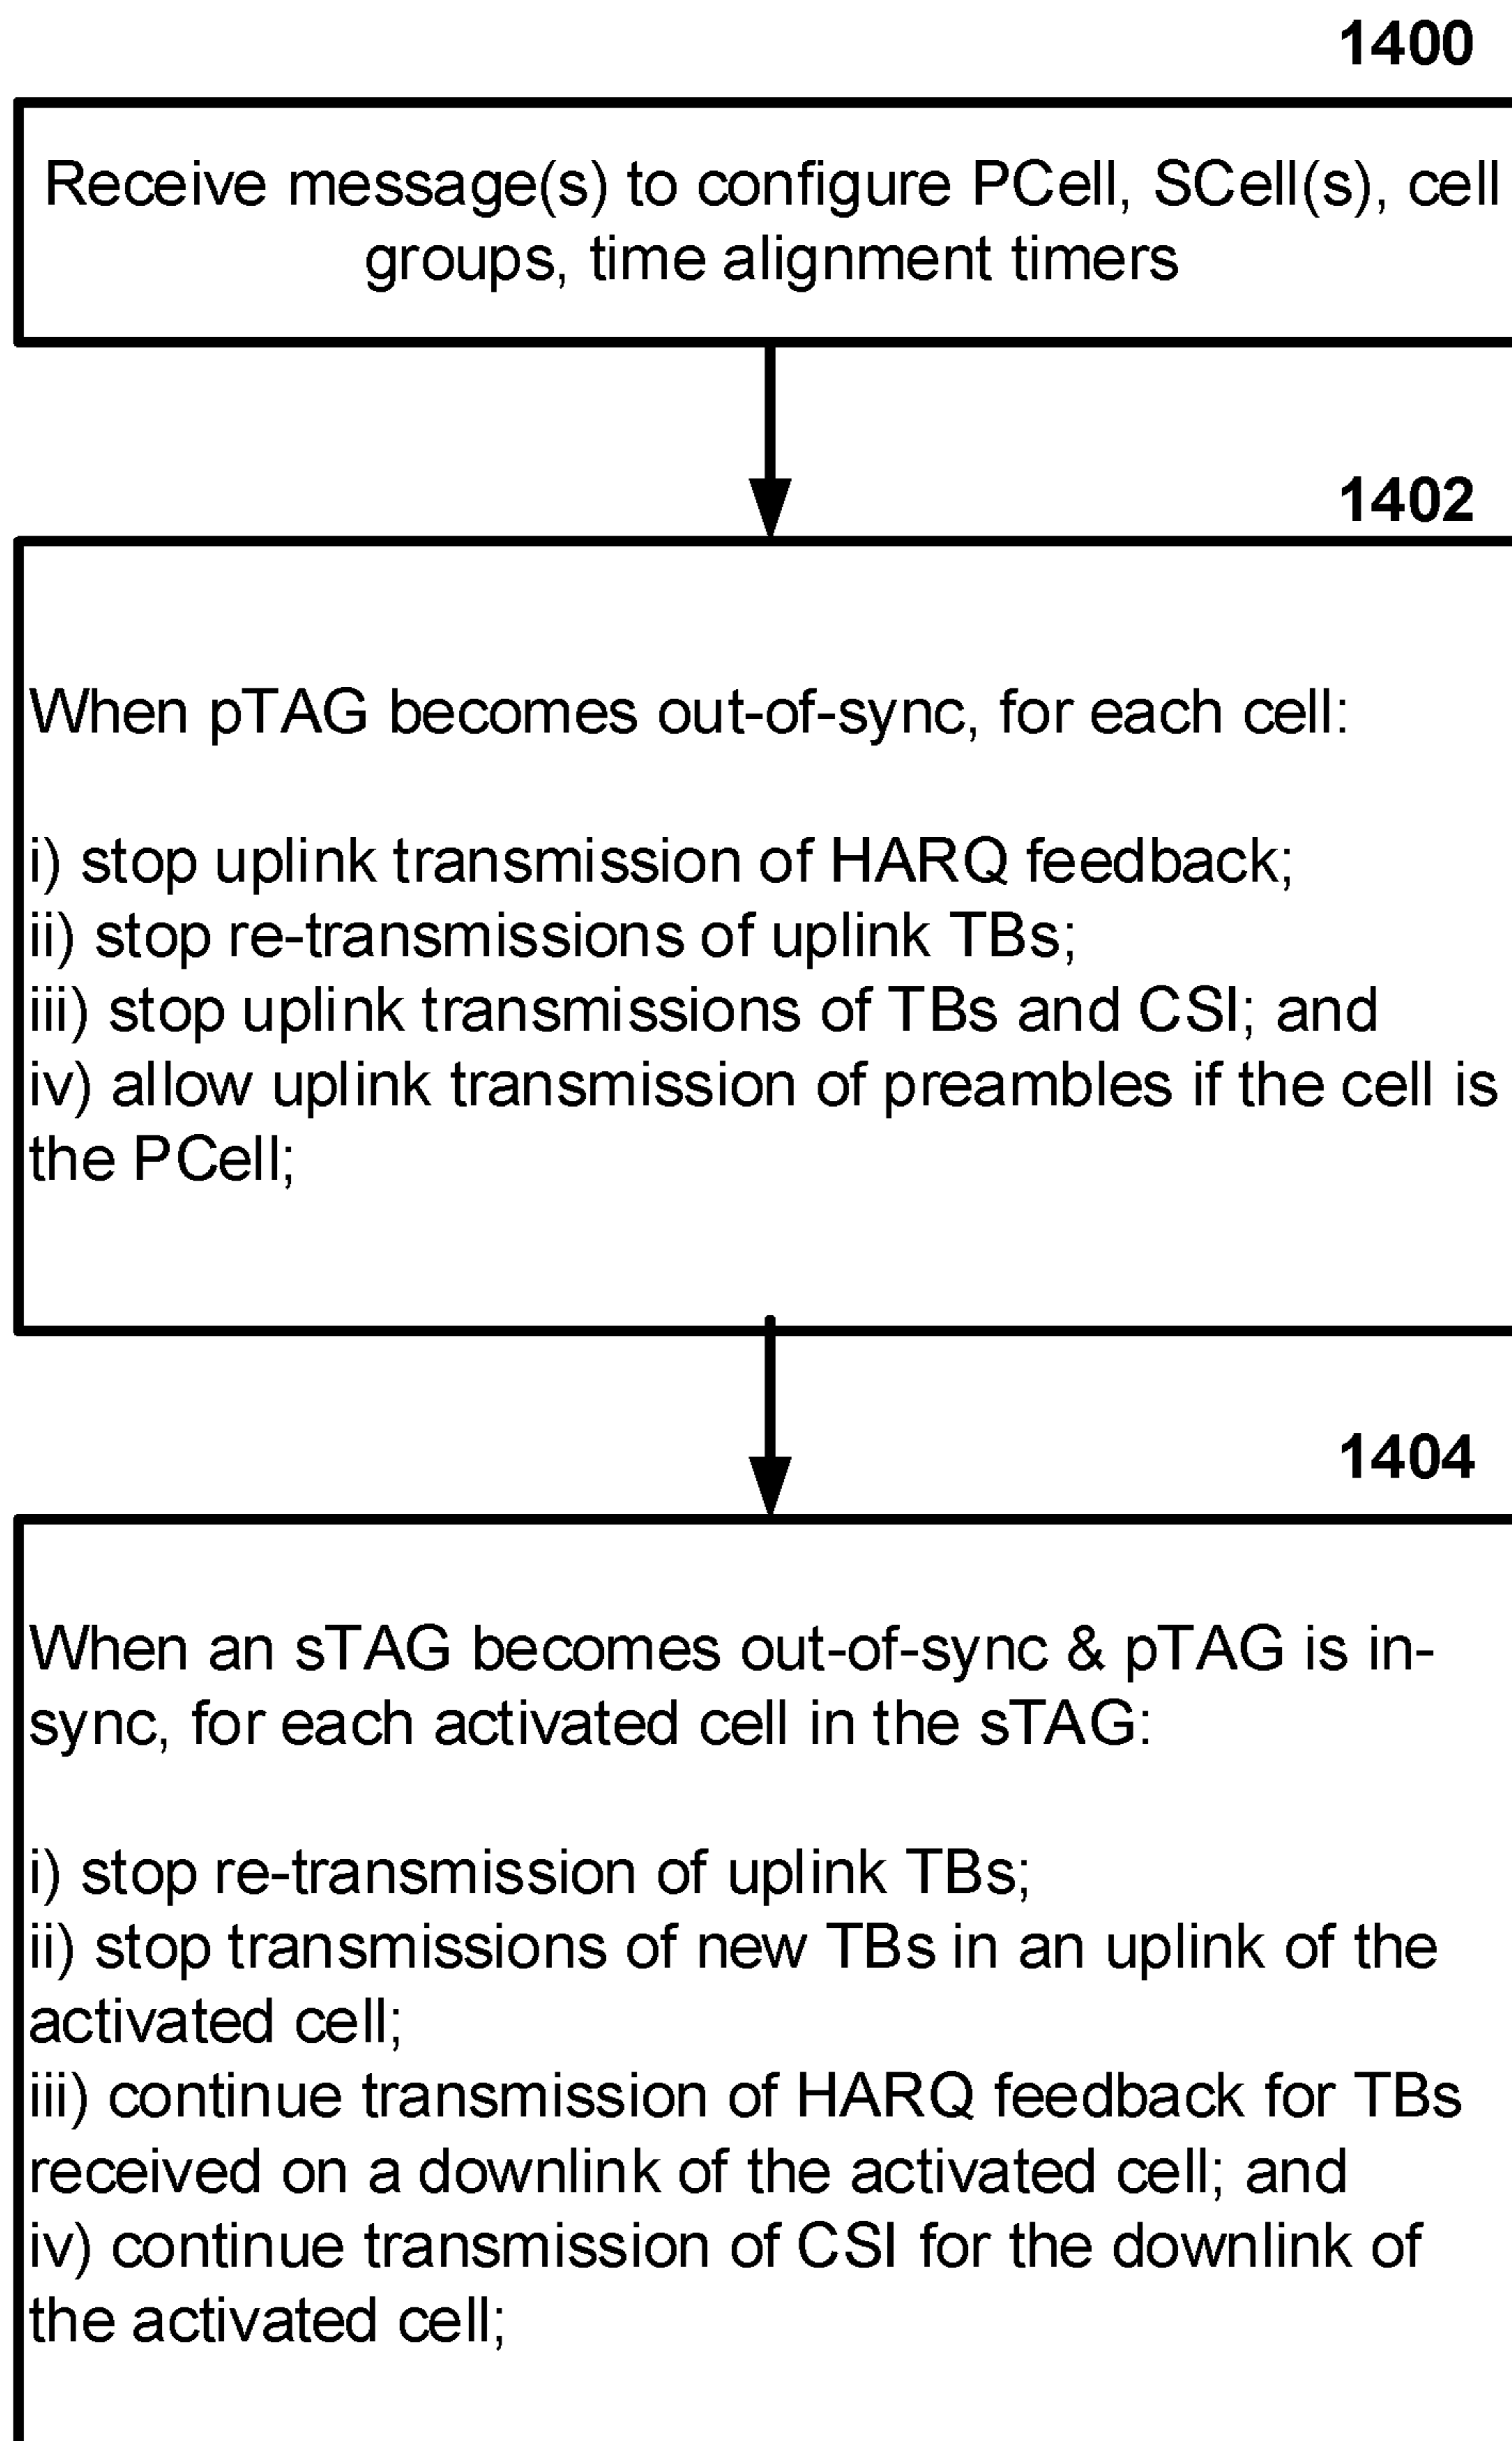 1400
Receive message(s) to configure PCell, SCell(s), cell
groups, time alignment timers
1402
When pTAG becomes out-of-sync, for each cell:
i) stop uplink transmission of HARQ feedback;
ii) stop re-transmissions of uplink TBs;
iii) stop uplink transmissions of TBs and CSI; and
iv) allow uplink transmission of preambles if the cell is
the PCell;
1404
When an sTAG becomes out-of-sync & pTAG is in-
sync, for each activated cell in the sTAG:
i) stop re-transmission of uplink TBs;
ii) stop transmissions of new TBs in an uplink of the
activated cell;
iii) continue transmission of HARQ feedback for TBs
received on a downlink of the activated cell; and
iv) continue transmission of CSI for the downlink of
the activated cell;